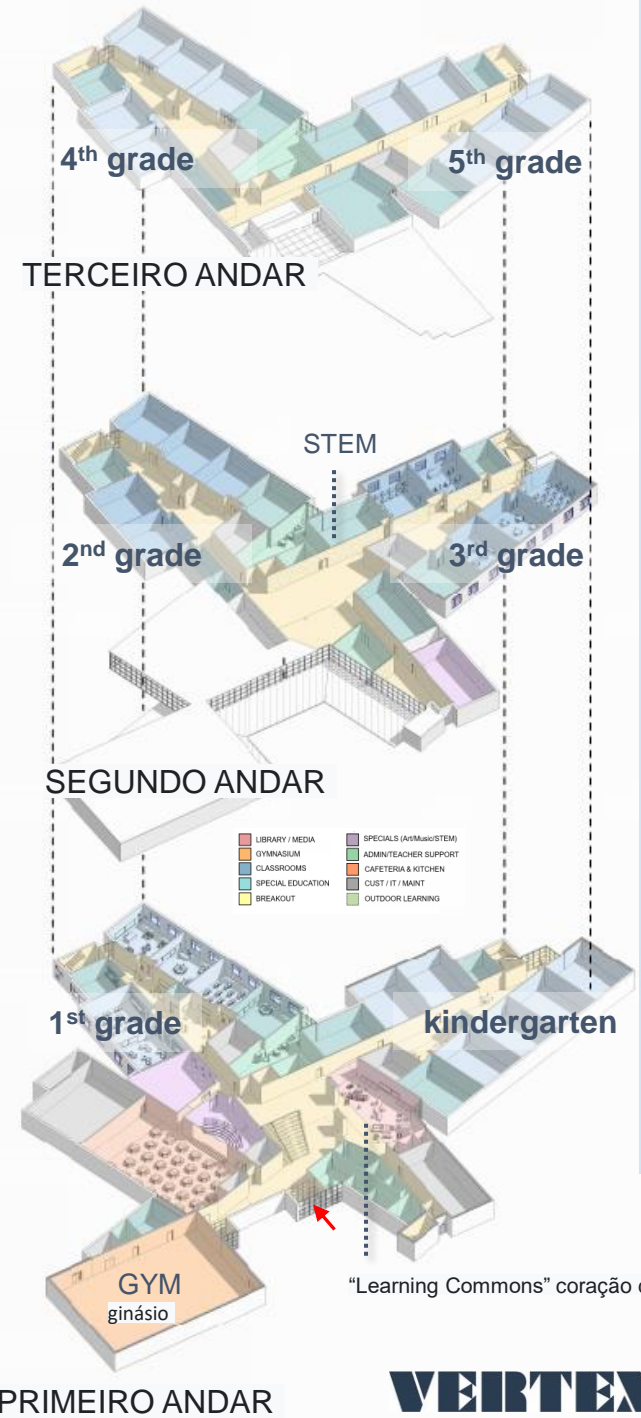 4th grade
5th grade
TERCEIRO ANDAR
STEM
2nd grade
3rd grade
SEGUNDO ANDAR
LIBRARY / MEDIA
GYMNASIUM
CLASSROOMS
SPECIAL EDUCATION
BREAKOUT
SPECIALS (Art/Music/STEM)
ADMIN/TEACHER SUPPORT
CAFETERIA & KITCHEN
CUST / IT / MAINT
OUTDOOR LEARNING
1st grade
kindergarten
GYM
ginásio
“Learning Commons” coração
PRIMEIRO ANDAR
VERTEX